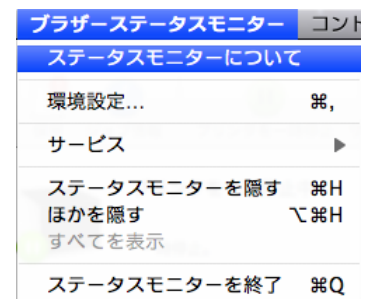 ブラザーステータスモニター コント
ステータスモニターについて
環境設定... ⌘,
サービス ▶
ステータスモニターを隠す ⌘H
ほかを隠す ⌥⌘H
すべてを表示
ステータスモニターを終了 ⌘Q